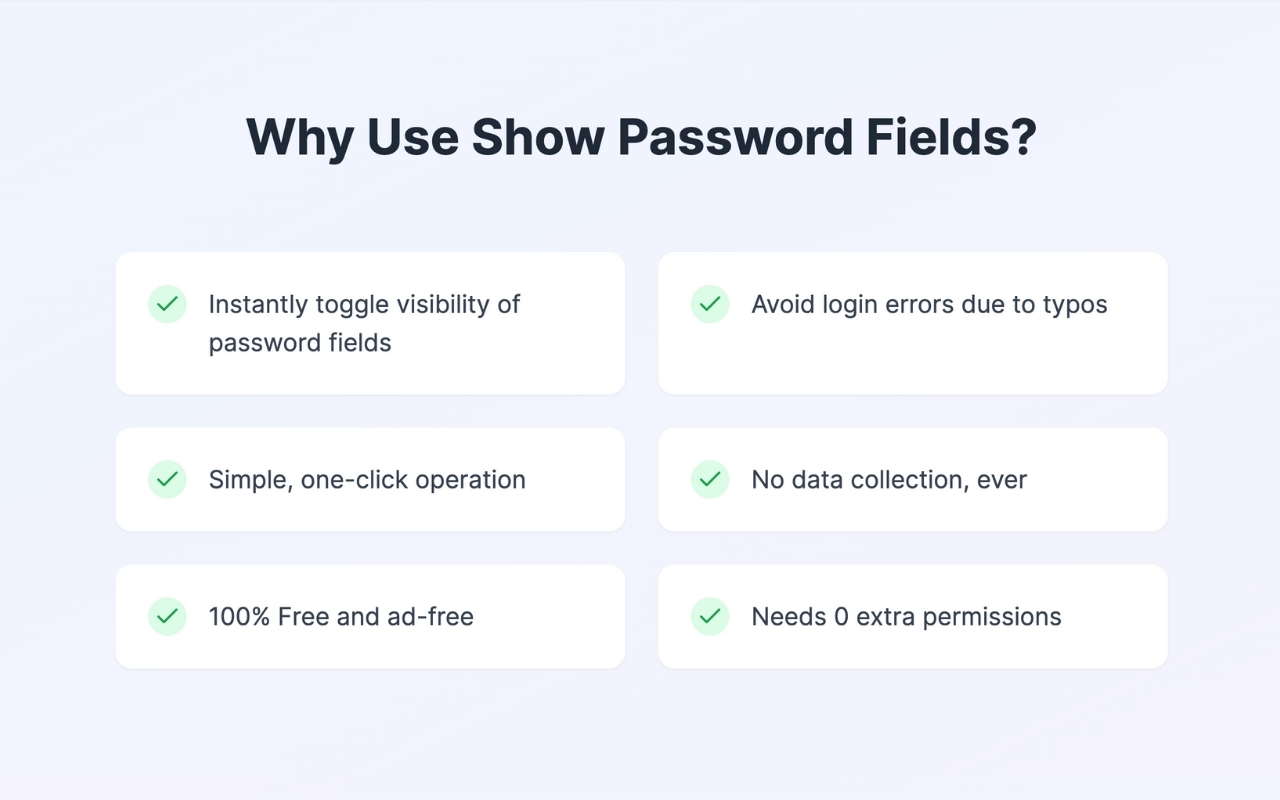 Why Use Show Password Fields?
Instantly toggle visibility of
password fields
Avoid login errors due to typos
Simple, one-click operation
No data collection, ever
100% Free and ad-free
Needs 0 extra permissions